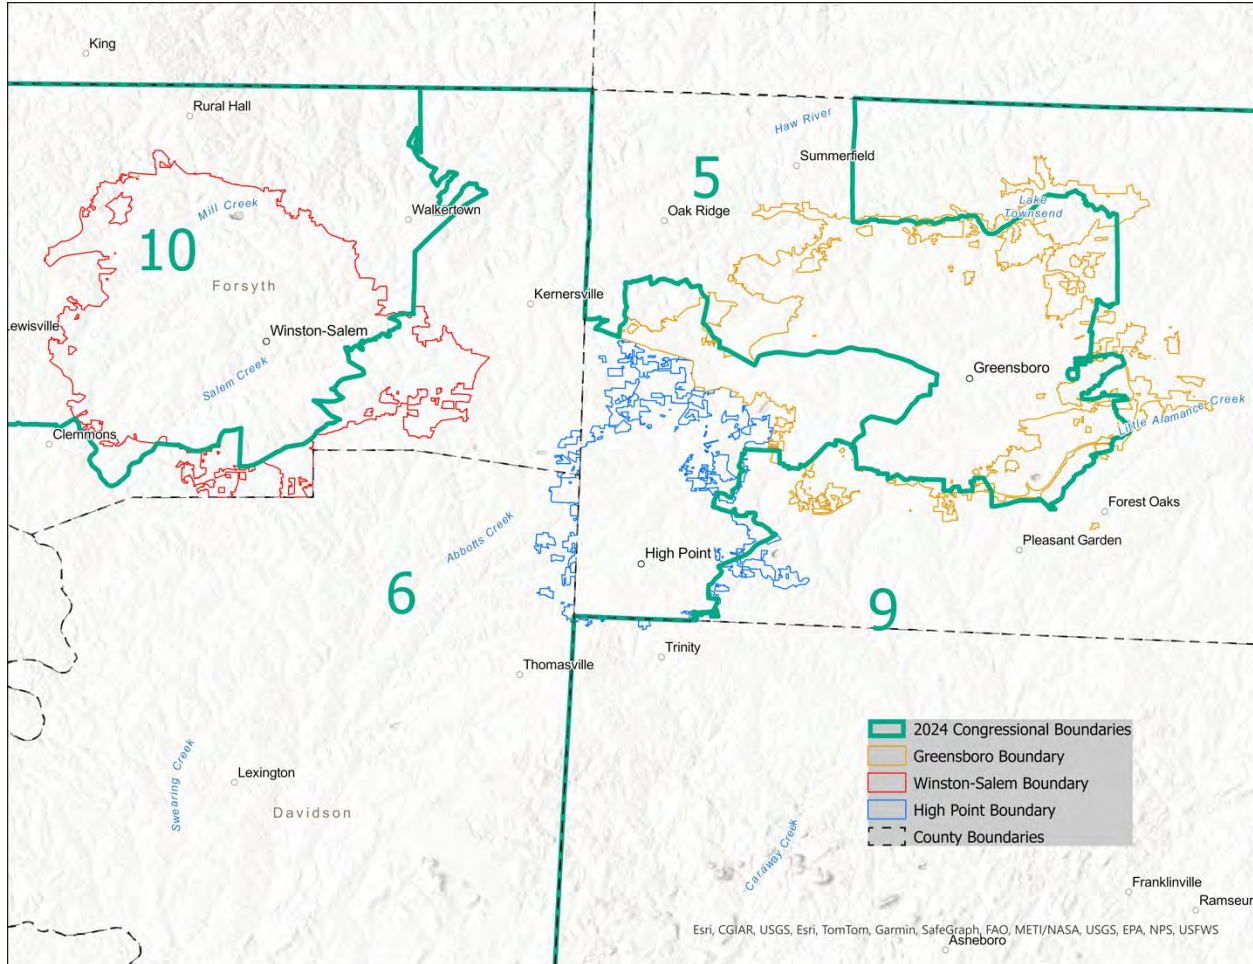 King
Rural Hall
Haw River
Summerfield
5
Oak Ridge
Lake
Townsend
Mill Creek
Walkertown
10
Forsyth
Kernersville
Lewisville
Winston-Salem
Salem Creek
Greensboro
Little Alamance Creek
Clemmons
Abbotts Creek
Forest Oaks
Pleasant Garden
High Point
6
9
Trinity
Thomasville
2024 Congressional Boundaries
Greensboro Boundary
Winston-Salem Boundary
High Point Boundary
County Boundaries
Lexington
Swearing Creek
Davidson
Caraway Creek
Franklinville
Ramseur
Esri, CGIAR, USGS, Esri, TomTom, Garmin, SafeGraph, FAO, METI/NASA, USGS, EPA, NPS, USFWS
Asheboro